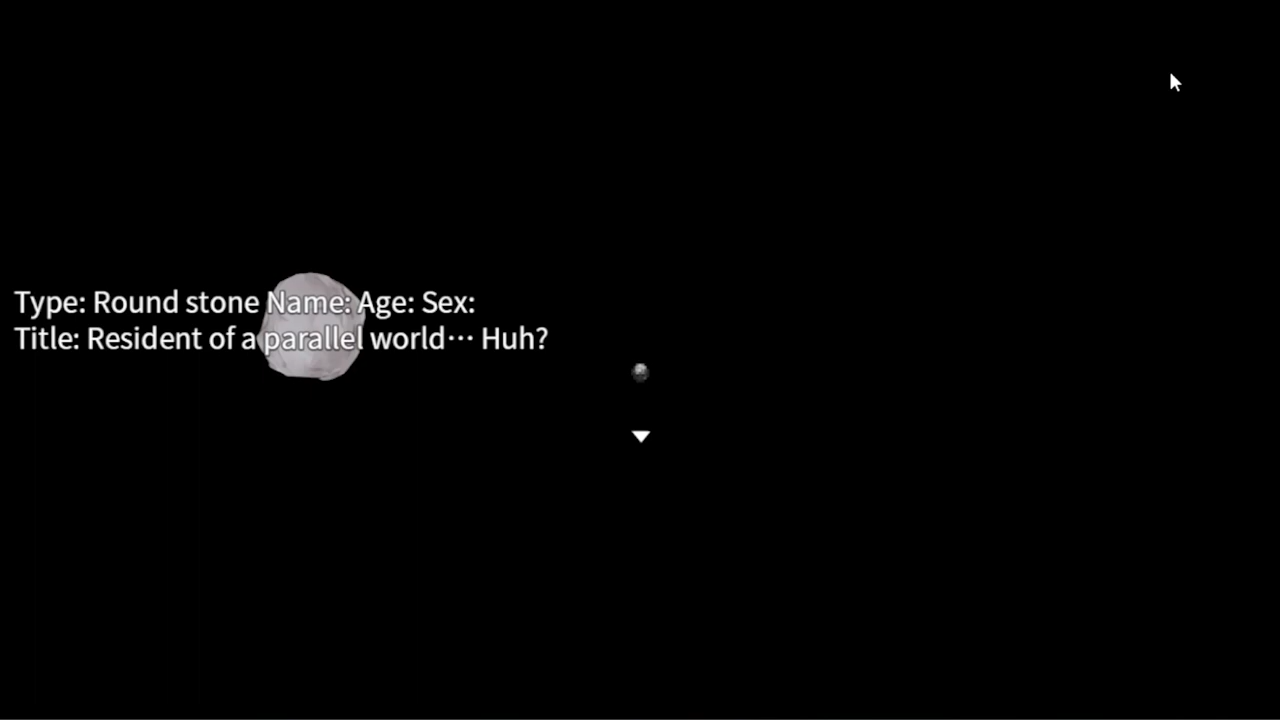 Type: Round stone Name: Age: Sex:
Title: Resident of a parallel world··· Huh?